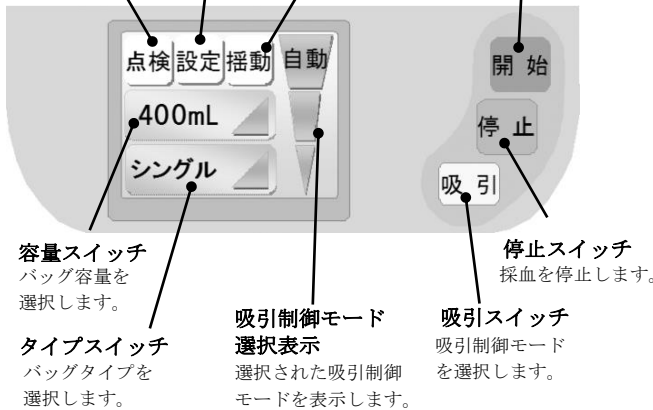 点検 設定 揺動 自動
400mL
シングル
開 始
停 止
吸 引
容量スイッチ
バッグ容量を
選択します。
タイプスイッチ
バッグタイプを
選択します。
吸引制御モード
選択表示
選択された吸引制御
モードを表示します。
吸引スイッチ
吸引制御モード
を選択します。
停止スイッチ
採血を停止します。